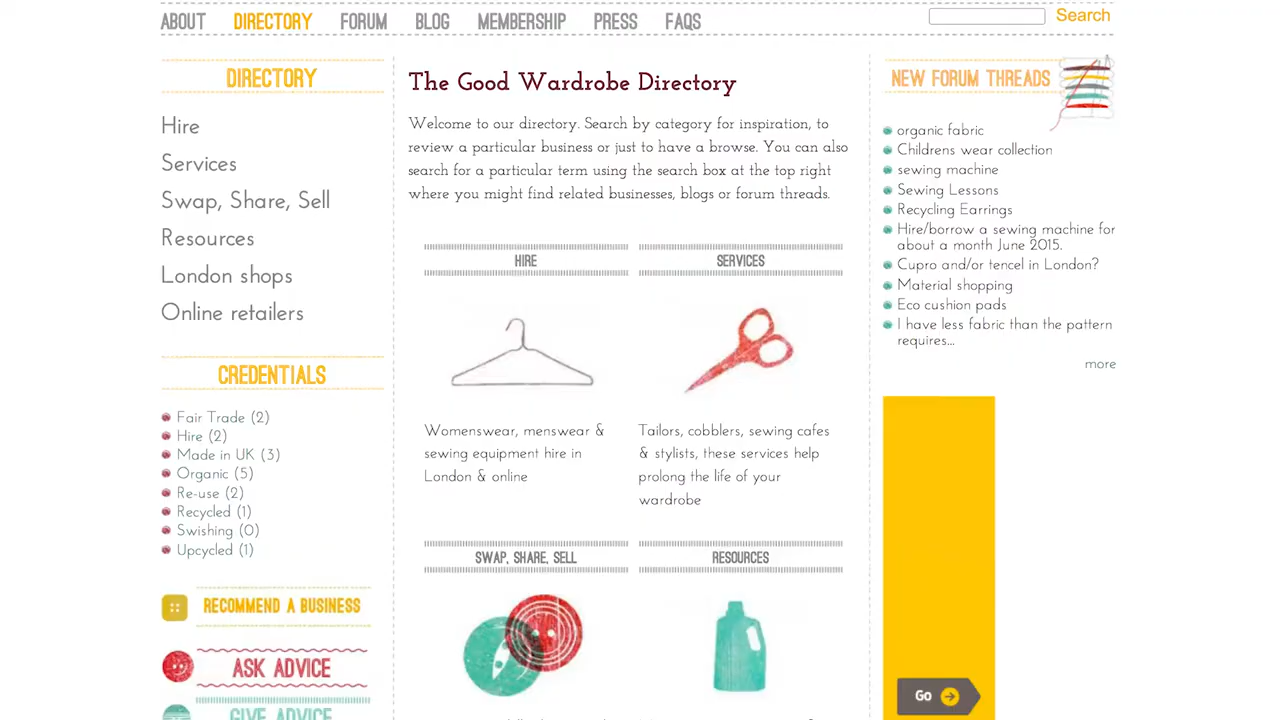 ABOUT DIRECTORY FORUM BLOG MEMBERSHIP PRESS FAQS
Search
DIRECTORY
Hire
Services
Swap, Share, Sell
Resources
London shops
Online retailers
CREDENTIALS
Fair Trade (2)
Hire (2)
Made in UK (3)
Organic (5)
Re-use (2)
Recycled (1)
Swishing (0)
Upcycled (1)
RECOMMEND A BUSINESS
ASK ADVICE
GIVE ADVICE
The Good Wardrobe Directory
Welcome to our directory. Search by category for inspiration, to
review a particular business or just to have a browse. You can also
search for a particular term using the search box at the top right
where you might find related businesses, blogs or forum threads.
HIRE
Womenswear, menswear &
sewing equipment hire in
London & online
SERVICES
Tailors, cobblers, sewing cafes
& stylists, these services help
prolong the life of your
wardrobe
SWAP, SHARE, SELL
RESOURCES
NEW FORUM THREADS
organic fabric
Childrens wear collection
sewing machine
Sewing Lessons
Recycling Earrings
Hire/borrow a sewing machine for
about a month June 2015.
Cupro and/or tencel in London?
Material shopping
Eco cushion pads
I have less fabric than the pattern
requires...
more
Go